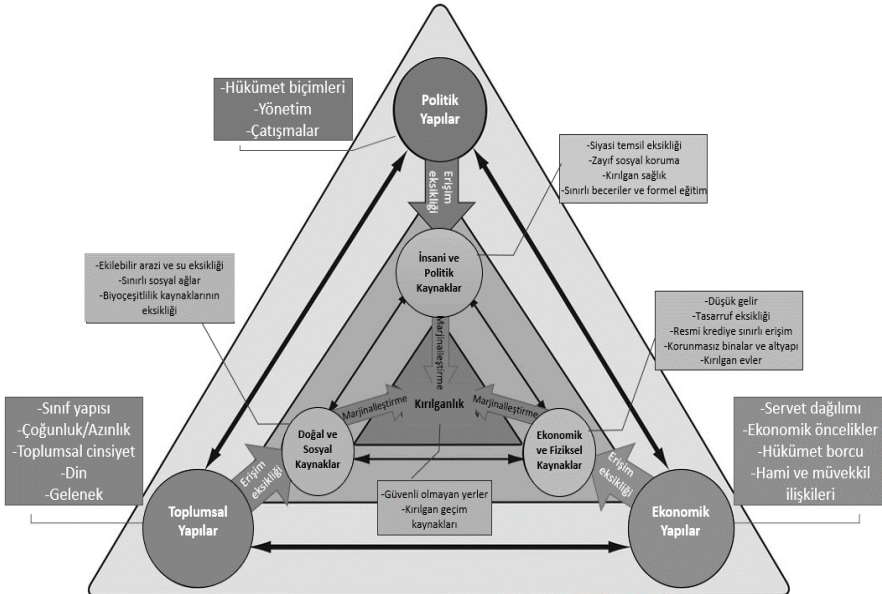 -Hükümet biçimleri
-Yönetim
-Çatışmalar
Politik
Yapılar
-Siyasi temsil eksikliği
-Zayıf sosyal koruma
-Kırılgan sağlık
-Sınırlı beceriler ve formel eğitim
Erişim
eksikliği
İnsani ve
Politik
Kaynaklar
-Ekilebilir arazi ve su eksikliği
-Sınırlı sosyal ağlar
-Biyoçeşitlilik kaynaklarının
eksikliği
-Düşük gelir
-Tasarruf eksikliği
-Resmi krediye sınırlı erişim
-Korunmasız binalar ve altyapı
-Kırılgan evler
Marjinalleştirme
Marjinalleştirme
Kırılganlık
Marjinalleştirme
-Sınıf yapısı
-Çoğunluk/Azınlık
-Toplumsal cinsiyet
-Din
-Gelenek
Doğal ve
Sosyal
Kaynaklar
Ekonomik
ve Fiziksel
Kaynaklar
-Servet dağılımı
-Ekonomik öncelikler
-Hükümet borcu
-Hami ve müvekkil
ilişkileri
Erişim
eksikliği
Erişim
eksikliği
-Güvenli olmayan yerler
-Kırılgan geçim
kaynakları
Toplumsal
Yapılar
Ekonomik
Yapılar